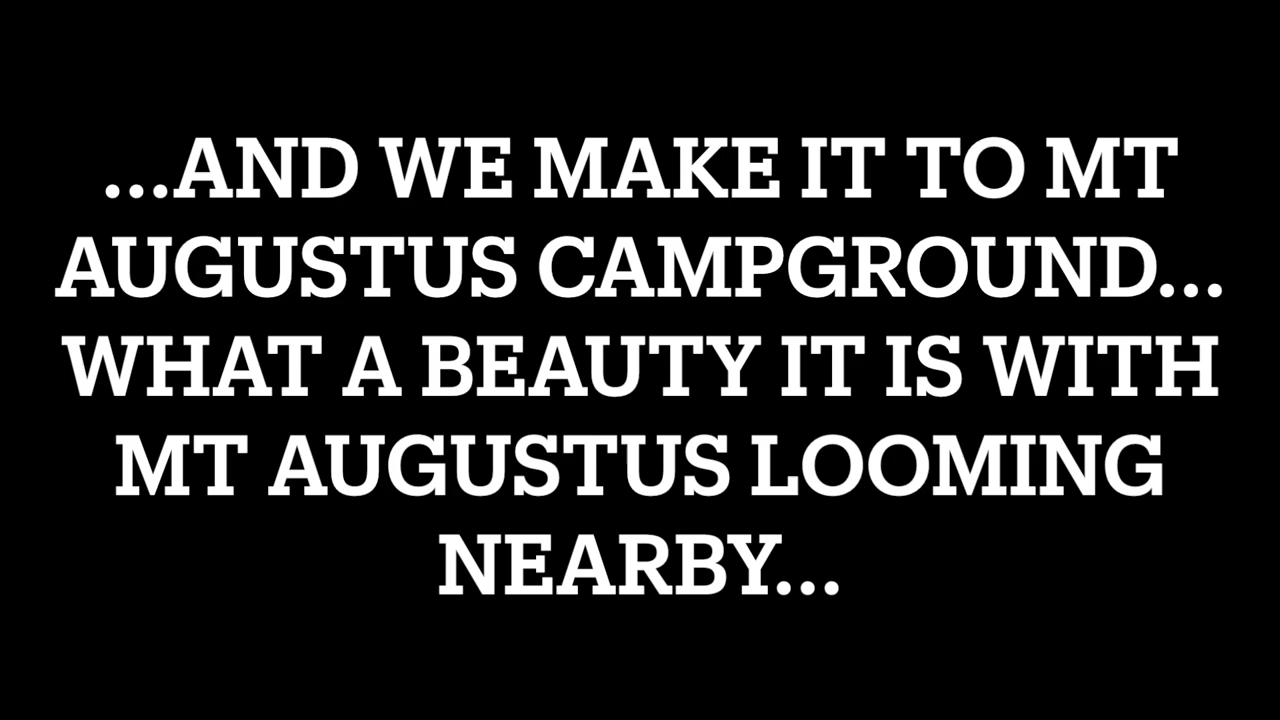 ...AND WE MAKE IT TO MT
AUGUSTUS CAMPGROUND...
WHAT A BEAUTY IT IS WITH
MT AUGUSTUS LOOMING
NEARBY...